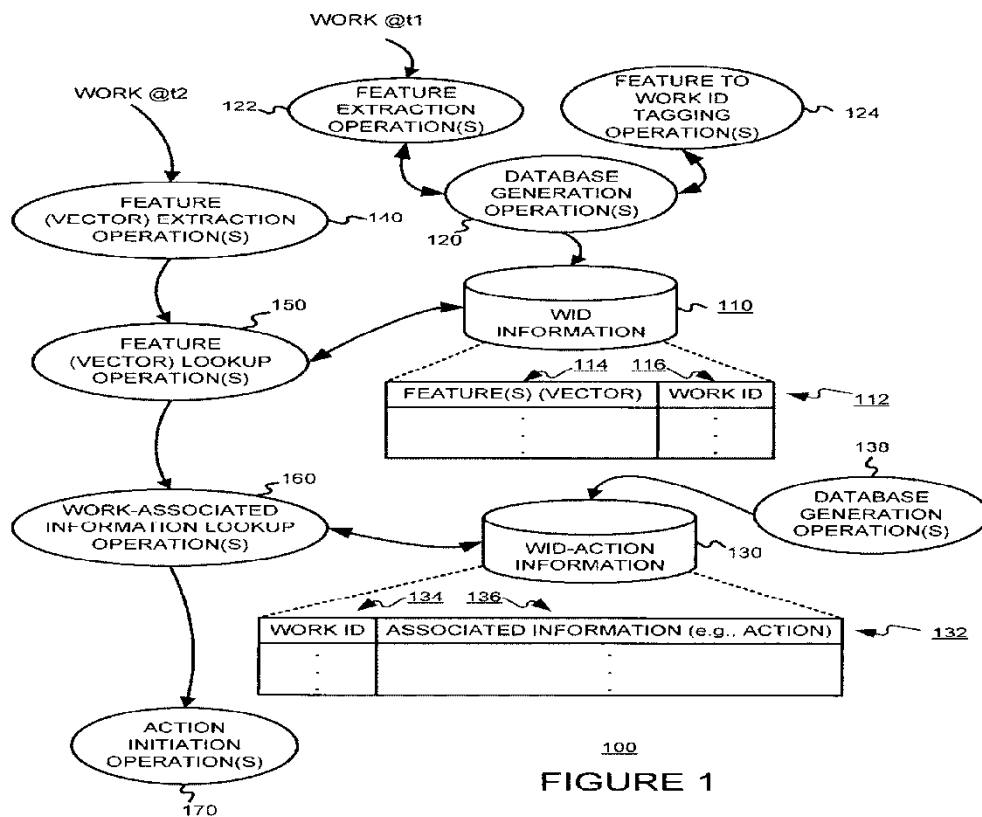 WORK @t1
WORK @t2
122
FEATURE
EXTRACTION
OPERATION(S)
FEATURE TO
WORK ID
TAGGING
OPERATION(S)
124
DATABASE
GENERATION
OPERATION(S)
120
FEATURE
(VECTOR) EXTRACTION
OPERATION(S)
140
150
WID
INFORMATION
110
FEATURE
(VECTOR) LOOKUP
OPERATION(S)
114
116
FEATURE(S) (VECTOR)
WORK ID
112
138
160
WORK-ASSOCIATED
INFORMATION LOOKUP
OPERATION(S)
DATABASE
GENERATION
OPERATION(S)
WID-ACTION
INFORMATION
130
134
136
WORK ID
ASSOCIATED INFORMATION (e.g., ACTION)
132
ACTION
INITIATION
OPERATION(S)
170
100
FIGURE 1